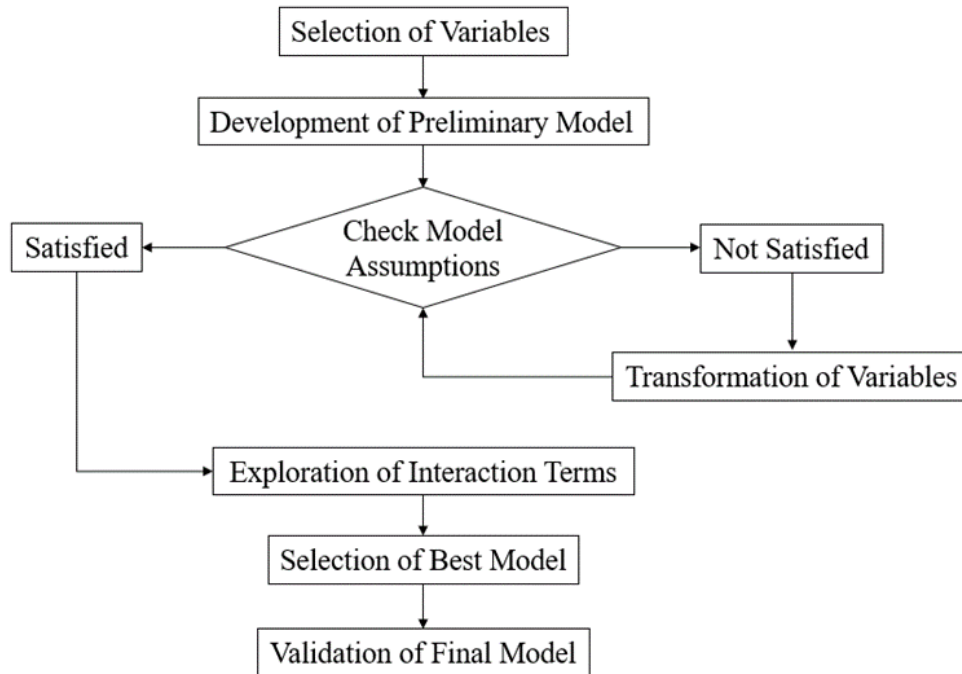 Selection of Variables
Development of Preliminary Model
Check Model
Assumptions
Satisfied
Not Satisfied
Transformation of Variables
Exploration of Interaction Terms
Selection of Best Model
Validation of Final Model